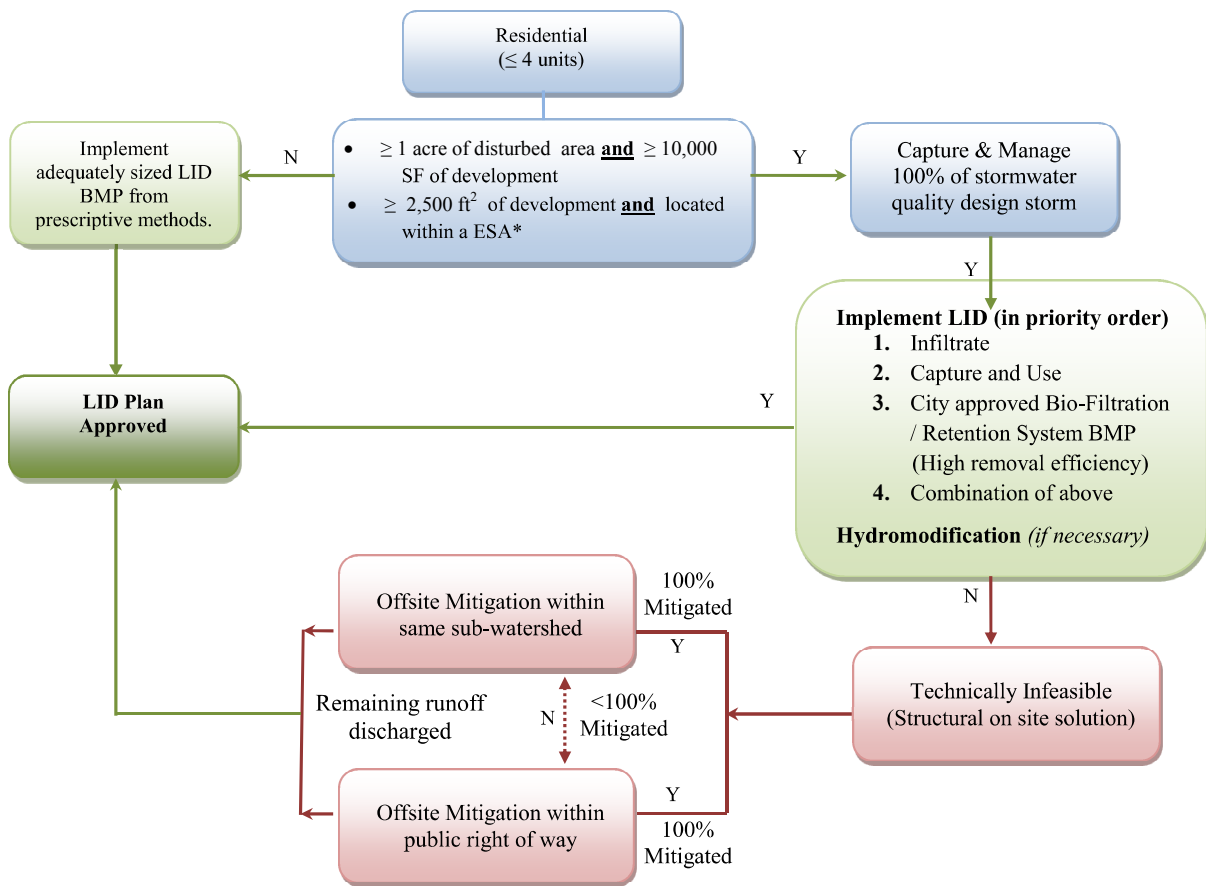 Residential
(≤ 4 units)
Implement
adequately sized LID
BMP from
prescriptive methods.
N
• ≥ 1 acre of disturbed area and ≥ 10,000
SF of development
• ≥ 2,500 ft² of development and located
within a ESA*
Y
Capture & Manage
100% of stormwater
quality design storm
Y
Implement LID (in priority order)
1. Infiltrate
2. Capture and Use
3. City approved Bio-Filtration
/ Retention System BMP
(High removal efficiency)
4. Combination of above
Hydromodification (if necessary)
Y
LID Plan
Approved
N
Technically Infeasible
(Structural on site solution)
100%
Mitigated
Y
Offsite Mitigation within
same sub-watershed
Remaining runoff
discharged
N
<100%
Mitigated
Offsite Mitigation within
public right of way
Y
100%
Mitigated